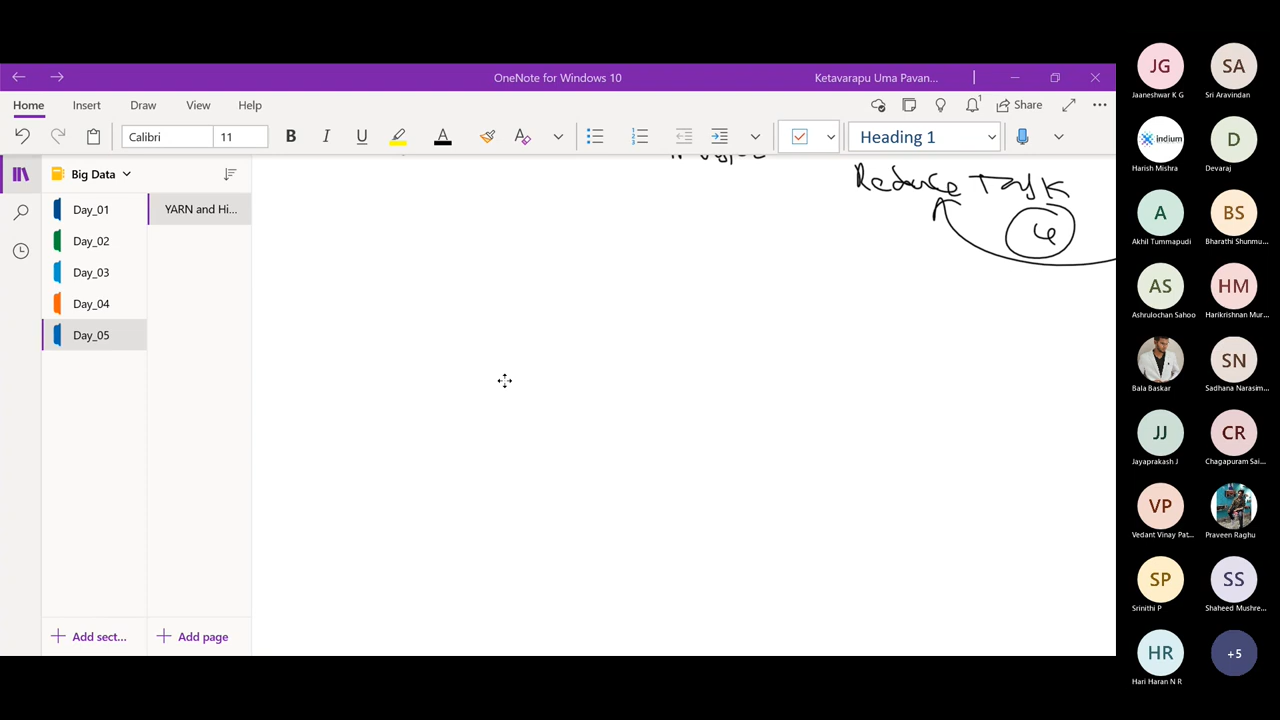 OneNote for Windows 10
Ketavarapu Uma Pavan...
Home Insert Draw View Help
Share
Calibri 11 B I U A A Heading 1
Big Data
Day_01
Day_02
Day_03
Day_04
Day_05
YARN and Hi...
Reduce Task
Add sect...
Add page
JG SA
Jaaneshwar K G Sri Aravindan
indium D
Harish Mishra Devaraj
A BS
Akhil Tummapudi Bharathi Shunmu...
AS HM
Ashrulochan Sahoo Harikrishnan Mur...
SN
Bala Baskar Sadhana Narasim...
JJ CR
Jayaprakash J Chagapuram Sai...
VP
Vedant Vinay Pat... Praveen Raghu
SP SS
Srinithi P Shaheed Mushre...
HR +5
Hari Haran N R